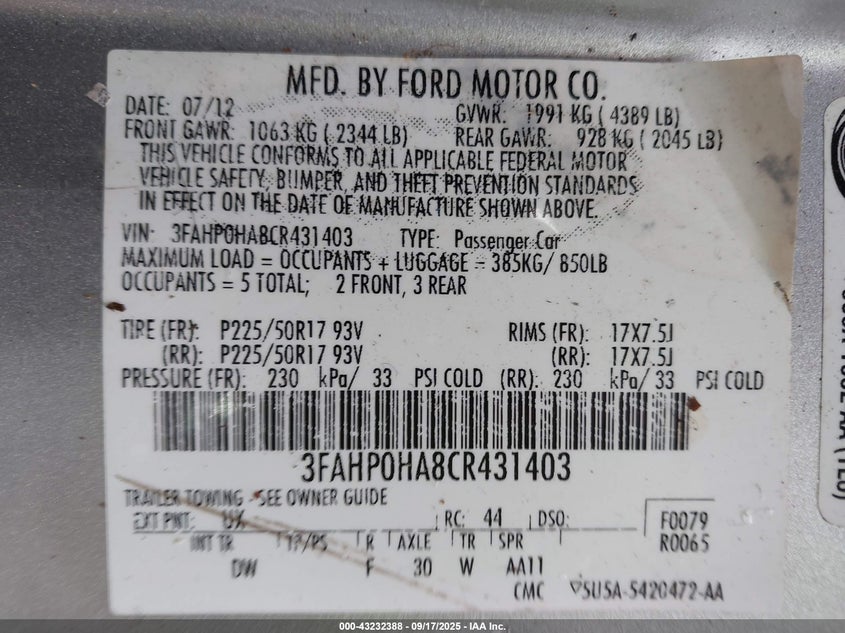 MFD. BY FORD MOTOR CO.
DATE: 07/12 GVWR: 1991 KG ( 4389 LB)
FRONT GAWR: 1063 KG ( 2344 LB) REAR GAWR: 928 KG ( 2045 LB)
THIS VEHICLE CONFORMS TO ALL APPLICABLE FEDERAL MOTOR
VEHICLE SAFETY, BUMPER, AND THEFT PREVENTION STANDARDS
IN EFFECT ON THE DATE OF MANUFACTURE SHOWN ABOVE.
VIN: 3FAHP0HA8CR431403 TYPE: Passenger Car
MAXIMUM LOAD = OCCUPANTS + LUGGAGE = 385KG/ 850LB
OCCUPANTS = 5 TOTAL; 2 FRONT, 3 REAR
TIRE (FR): P225/50R17 93V RIMS (FR): 17X7.5J
(RR): P225/50R17 93V (RR): 17X7.5J
PRESSURE (FR): 230 kPa/ 33 PSI COLD (RR): 230 kPa/ 33 PSI COLD
3FAHP0HA8CR431403
TRAILER TOWING - SEE OWNER GUIDE
EXT PNT: UX RC: 44 DSO: F0079
INT TR TP/PS R AXLE TR SPR R0065
DW F 30 W AA11
CMC 5U5A-5420472-AA
000-43232388 - 09/17/2025 - IAA Inc.